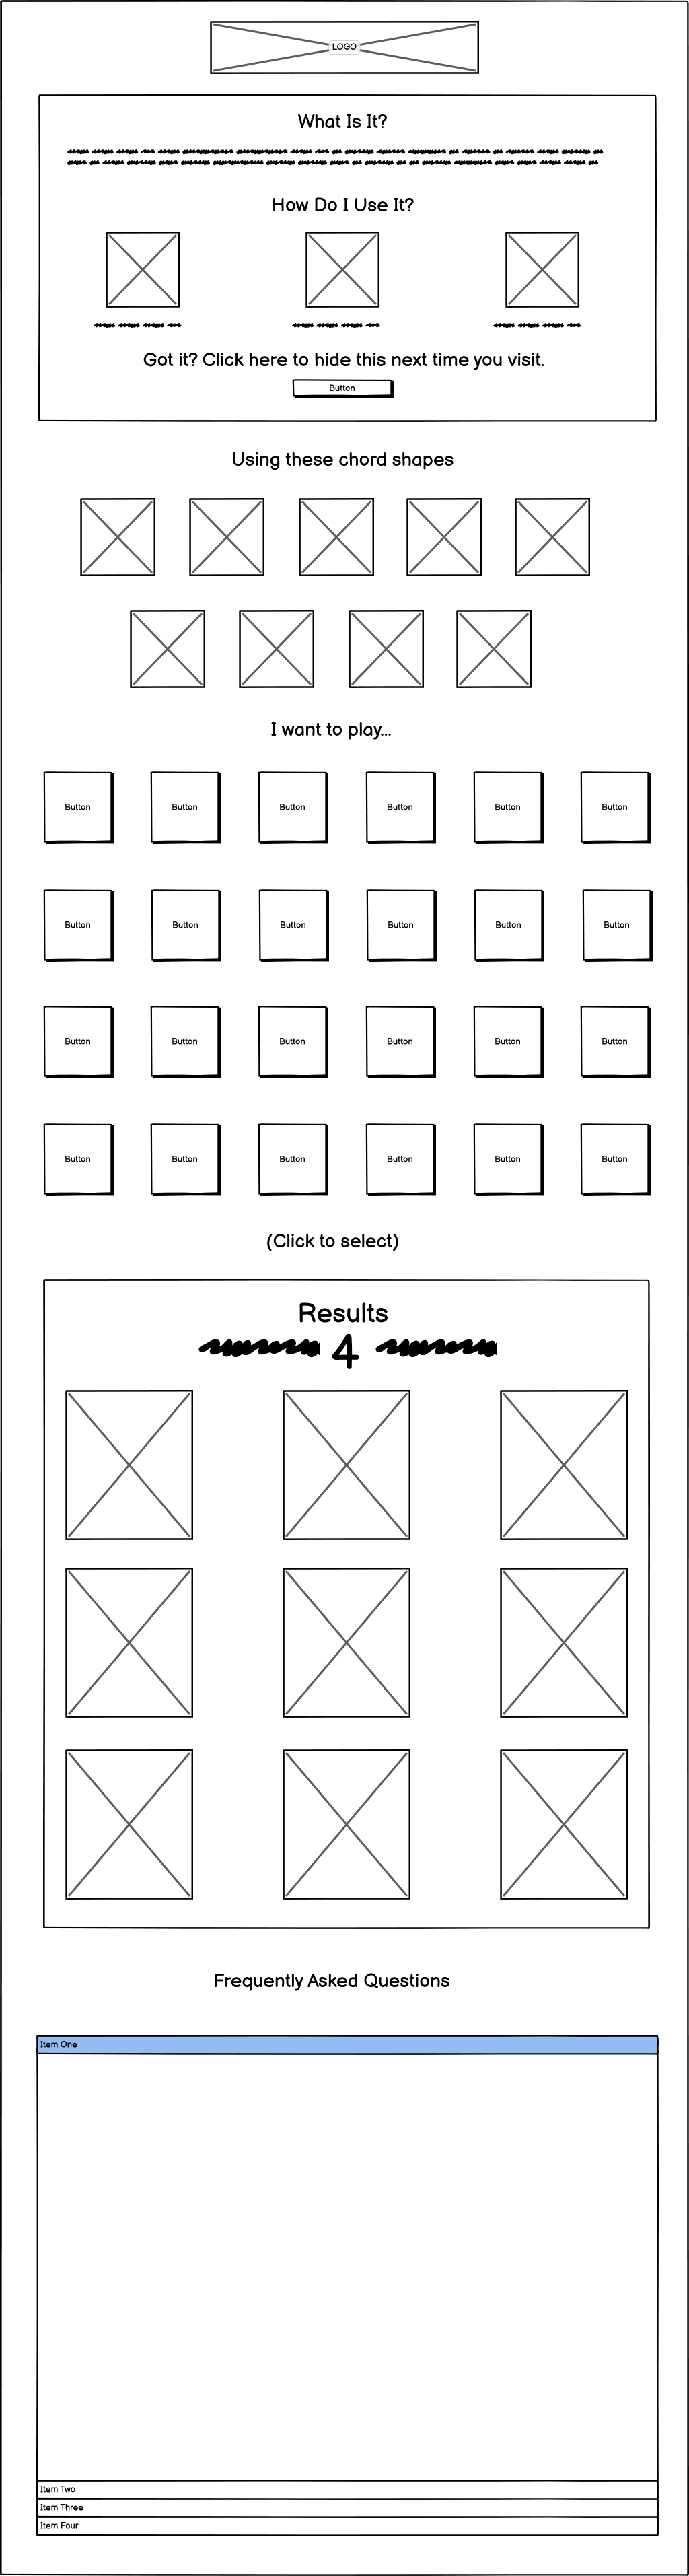 LOGO
What Is It?
How Do I Use It?
Got it? Click here to hide this next time you visit.
Button
Using these chord shapes
I want to play...
Button Button Button Button Button Button
Button Button Button Button Button Button
Button Button Button Button Button Button
Button Button Button Button Button Button
(Click to select)
Results
4
Frequently Asked Questions
Item One
Item Two
Item Three
Item Four